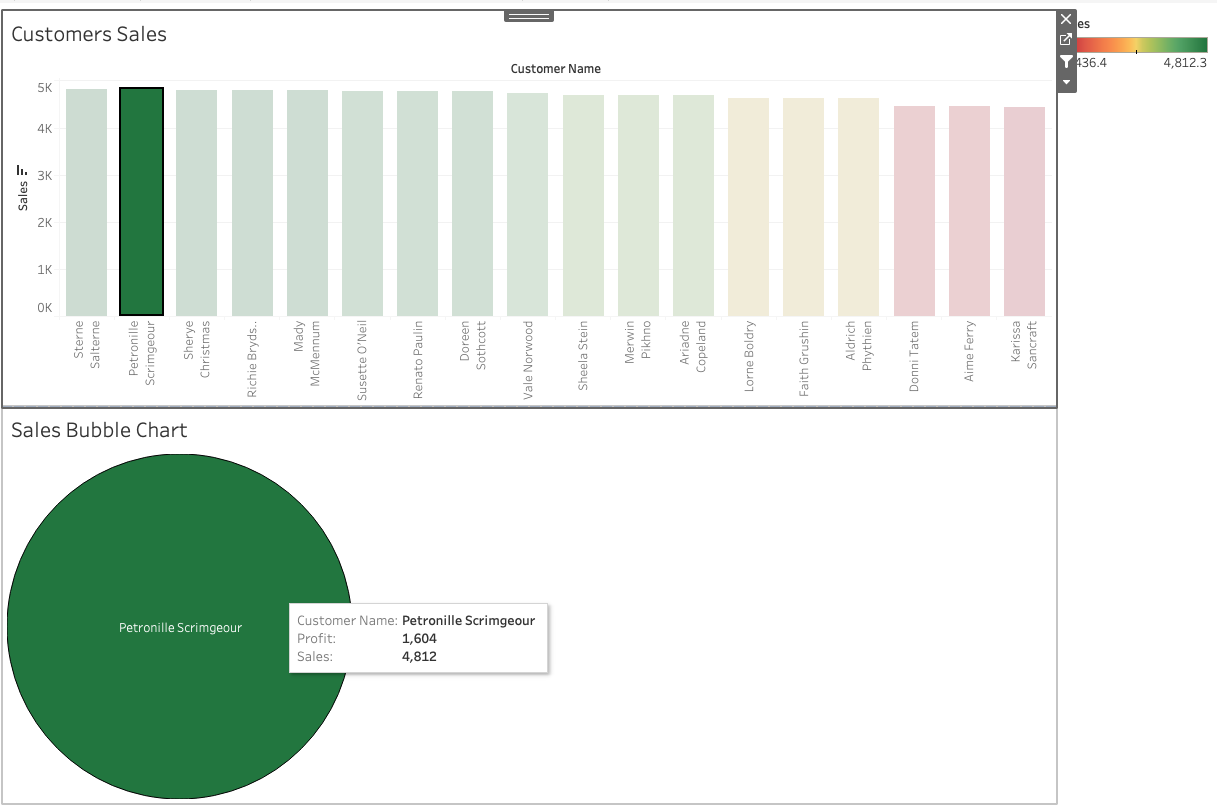 Customers Sales
Customer Name
Sales
5K
4K
3K
2K
1K
0K
Sterne
Salterne
Petronille
Scrimgeour
Sherye
Christmas
Richie Bryds..
Mady
McMennum
Susette O'Neil
Renato Paulin
Doreen
Sothcott
Vale Norwood
Sheela Stein
Merwin
Pikhno
Ariadne
Copeland
Lorne Boldry
Faith Grushin
Aldrich
Phythien
Donni Tatem
Aime Ferry
Karissa
Sancraft
es
436.4
4,812.3
Sales Bubble Chart
Petronille Scrimgeour
Customer Name: Petronille Scrimgeour
Profit: 1,604
Sales: 4,812